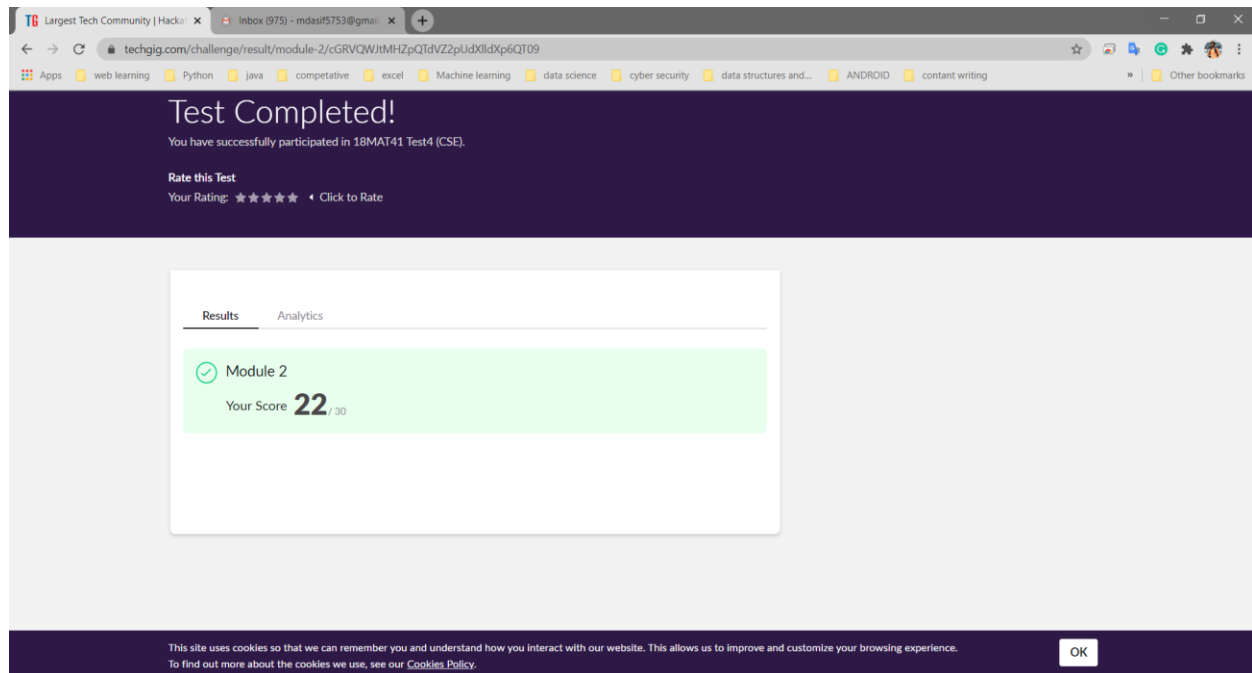 TG Largest Tech Community | Hacka
Inbox (975) - mdasif5753@gmail
techgig.com/challenge/result/module-2/cGRVQWJtMHZpQTdVZ2pUdXlldXp6QT09
Apps web learning Python java competative excel Machine learning data science cyber security data structures and... ANDROID contant writing » Other bookmarks
Test Completed!
You have successfully participated in 18MAT41 Test4 (CSE).
Rate this Test
Your Rating: Click to Rate
Results Analytics
Module 2
Your Score 22 / 30
This site uses cookies so that we can remember you and understand how you interact with our website. This allows us to improve and customize your browsing experience.
To find out more about the cookies we use, see our Cookies Policy.
OK